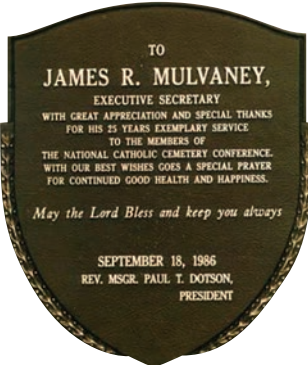 TO
JAMES R. MULVANEY,
EXECUTIVE SECRETARY
WITH GREAT APPRECIATION AND SPECIAL THANKS
FOR HIS 25 YEARS EXEMPLARY SERVICE
TO THE MEMBERS OF
THE NATIONAL CATHOLIC CEMETERY CONFERENCE.
WITH OUR BEST WISHES GOES A SPECIAL PRAYER
FOR CONTINUED GOOD HEALTH AND HAPPINESS.
May the Lord Bless and keep you always
SEPTEMBER 18, 1986
REV. MSGR. PAUL T. DOTSON,
PRESIDENT